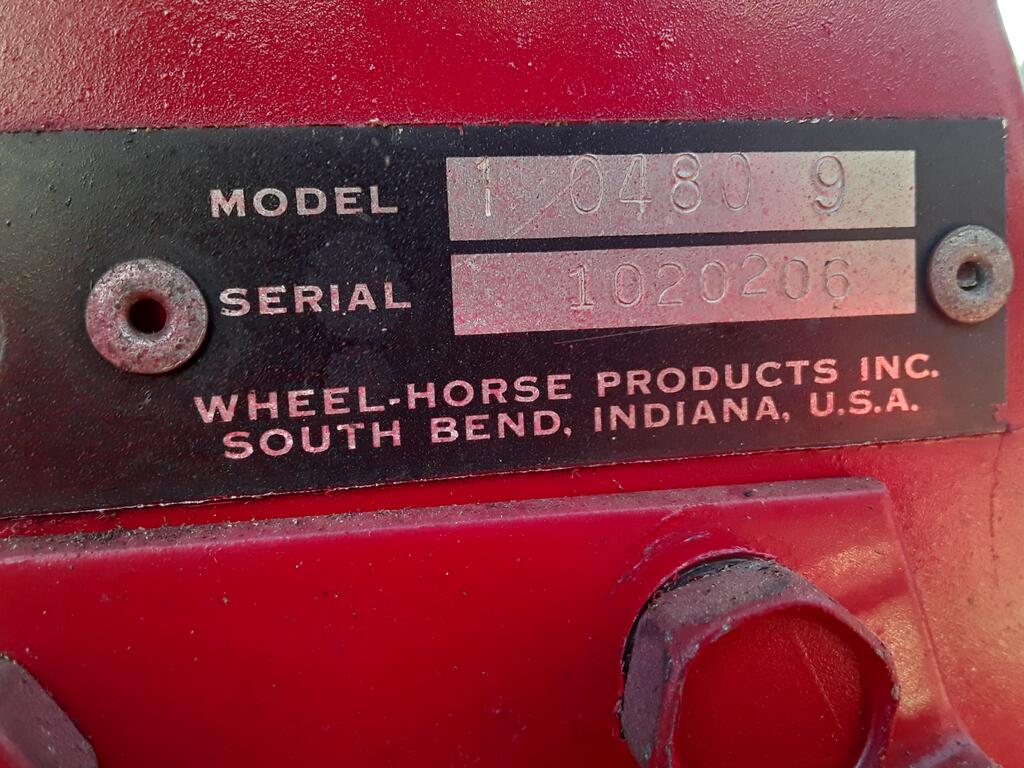 MODEL 1 0480 9
SERIAL 1020206
WHEEL-HORSE PRODUCTS INC.
SOUTH BEND, INDIANA, U.S.A.